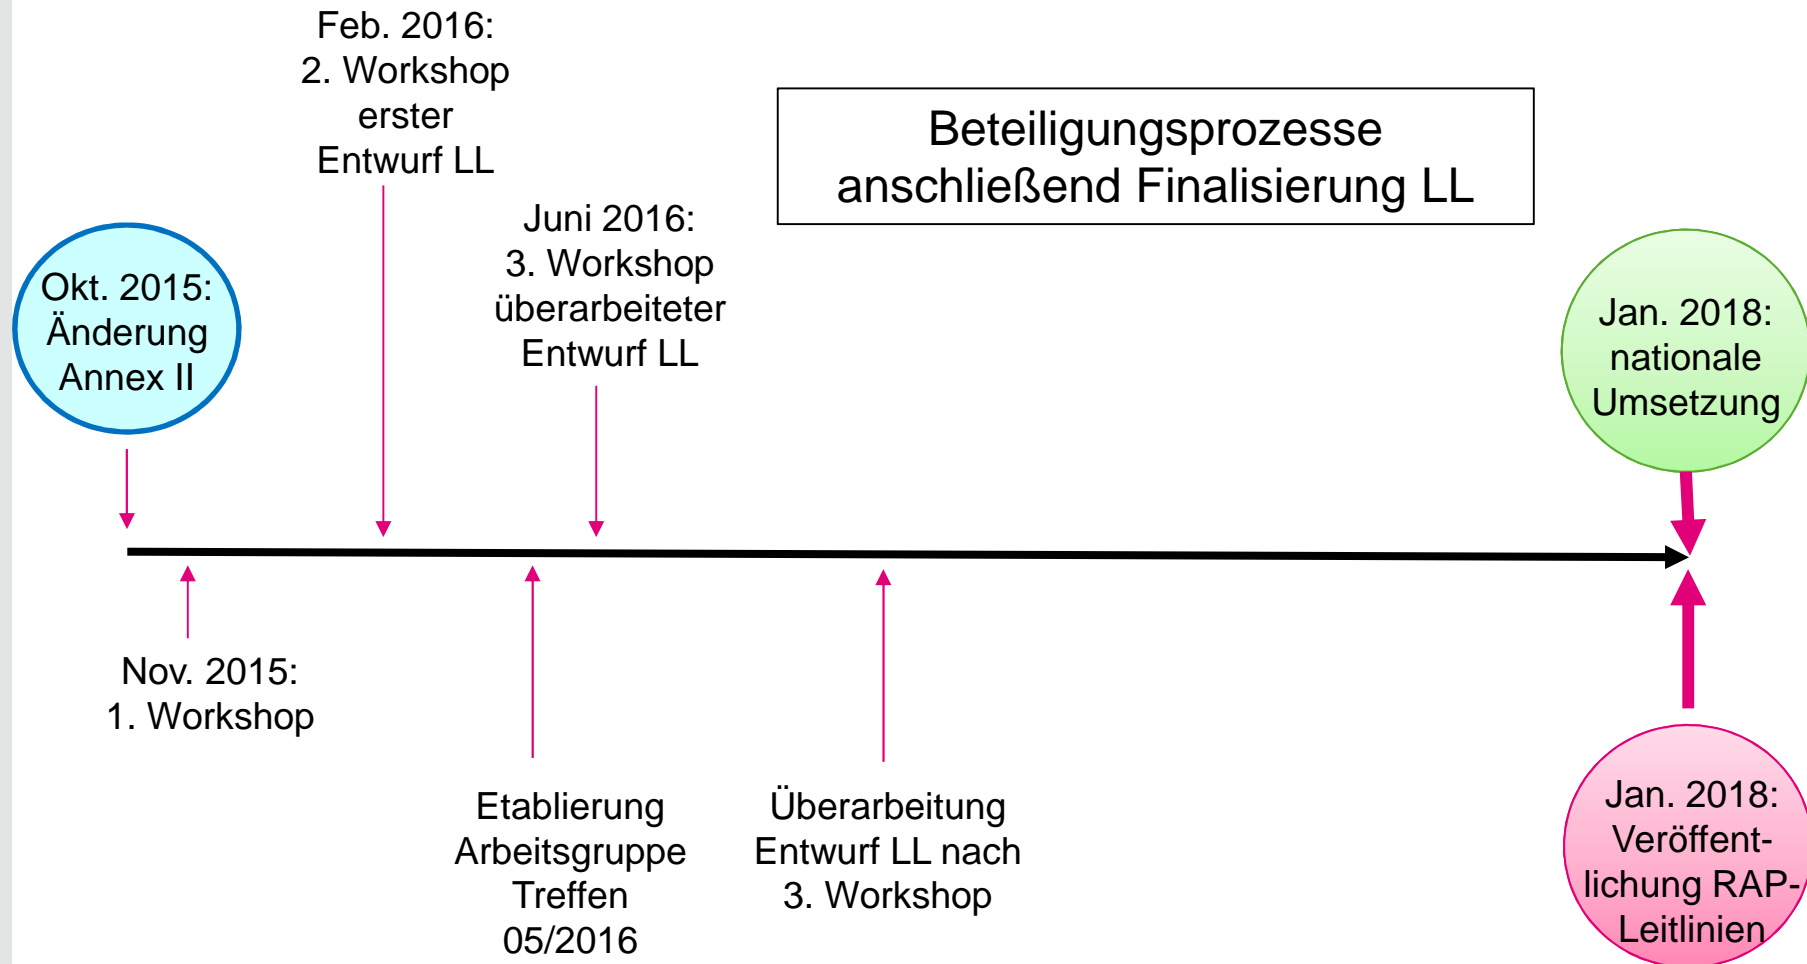 Feb. 2016:
2. Workshop
erster
Entwurf LL
Beteiligungsprozesse
anschließend Finalisierung LL
Juni 2016:
3. Workshop
überarbeiteter
Entwurf LL
Okt. 2015:
Änderung
Annex II
Jan. 2018:
nationale
Umsetzung
Nov. 2015:
1. Workshop
Etablierung
Arbeitsgruppe
Treffen
05/2016
Überarbeitung
Entwurf LL nach
3. Workshop
Jan. 2018:
Veröffent-
lichung RAP-
Leitlinien